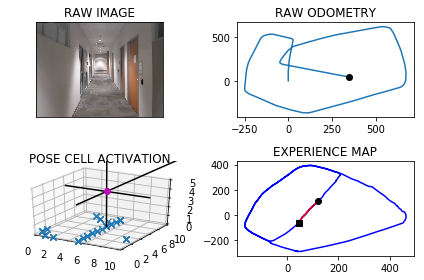 RAW IMAGE
RAW ODOMETRY
500
0
-250 0 250 500
POSE CELL ACTIVATION
5
4
3
2
1
0
0 2 4 6 8 10
0 2 4 6 8 10
EXPERIENCE MAP
400
200
0
−200
0 200 400